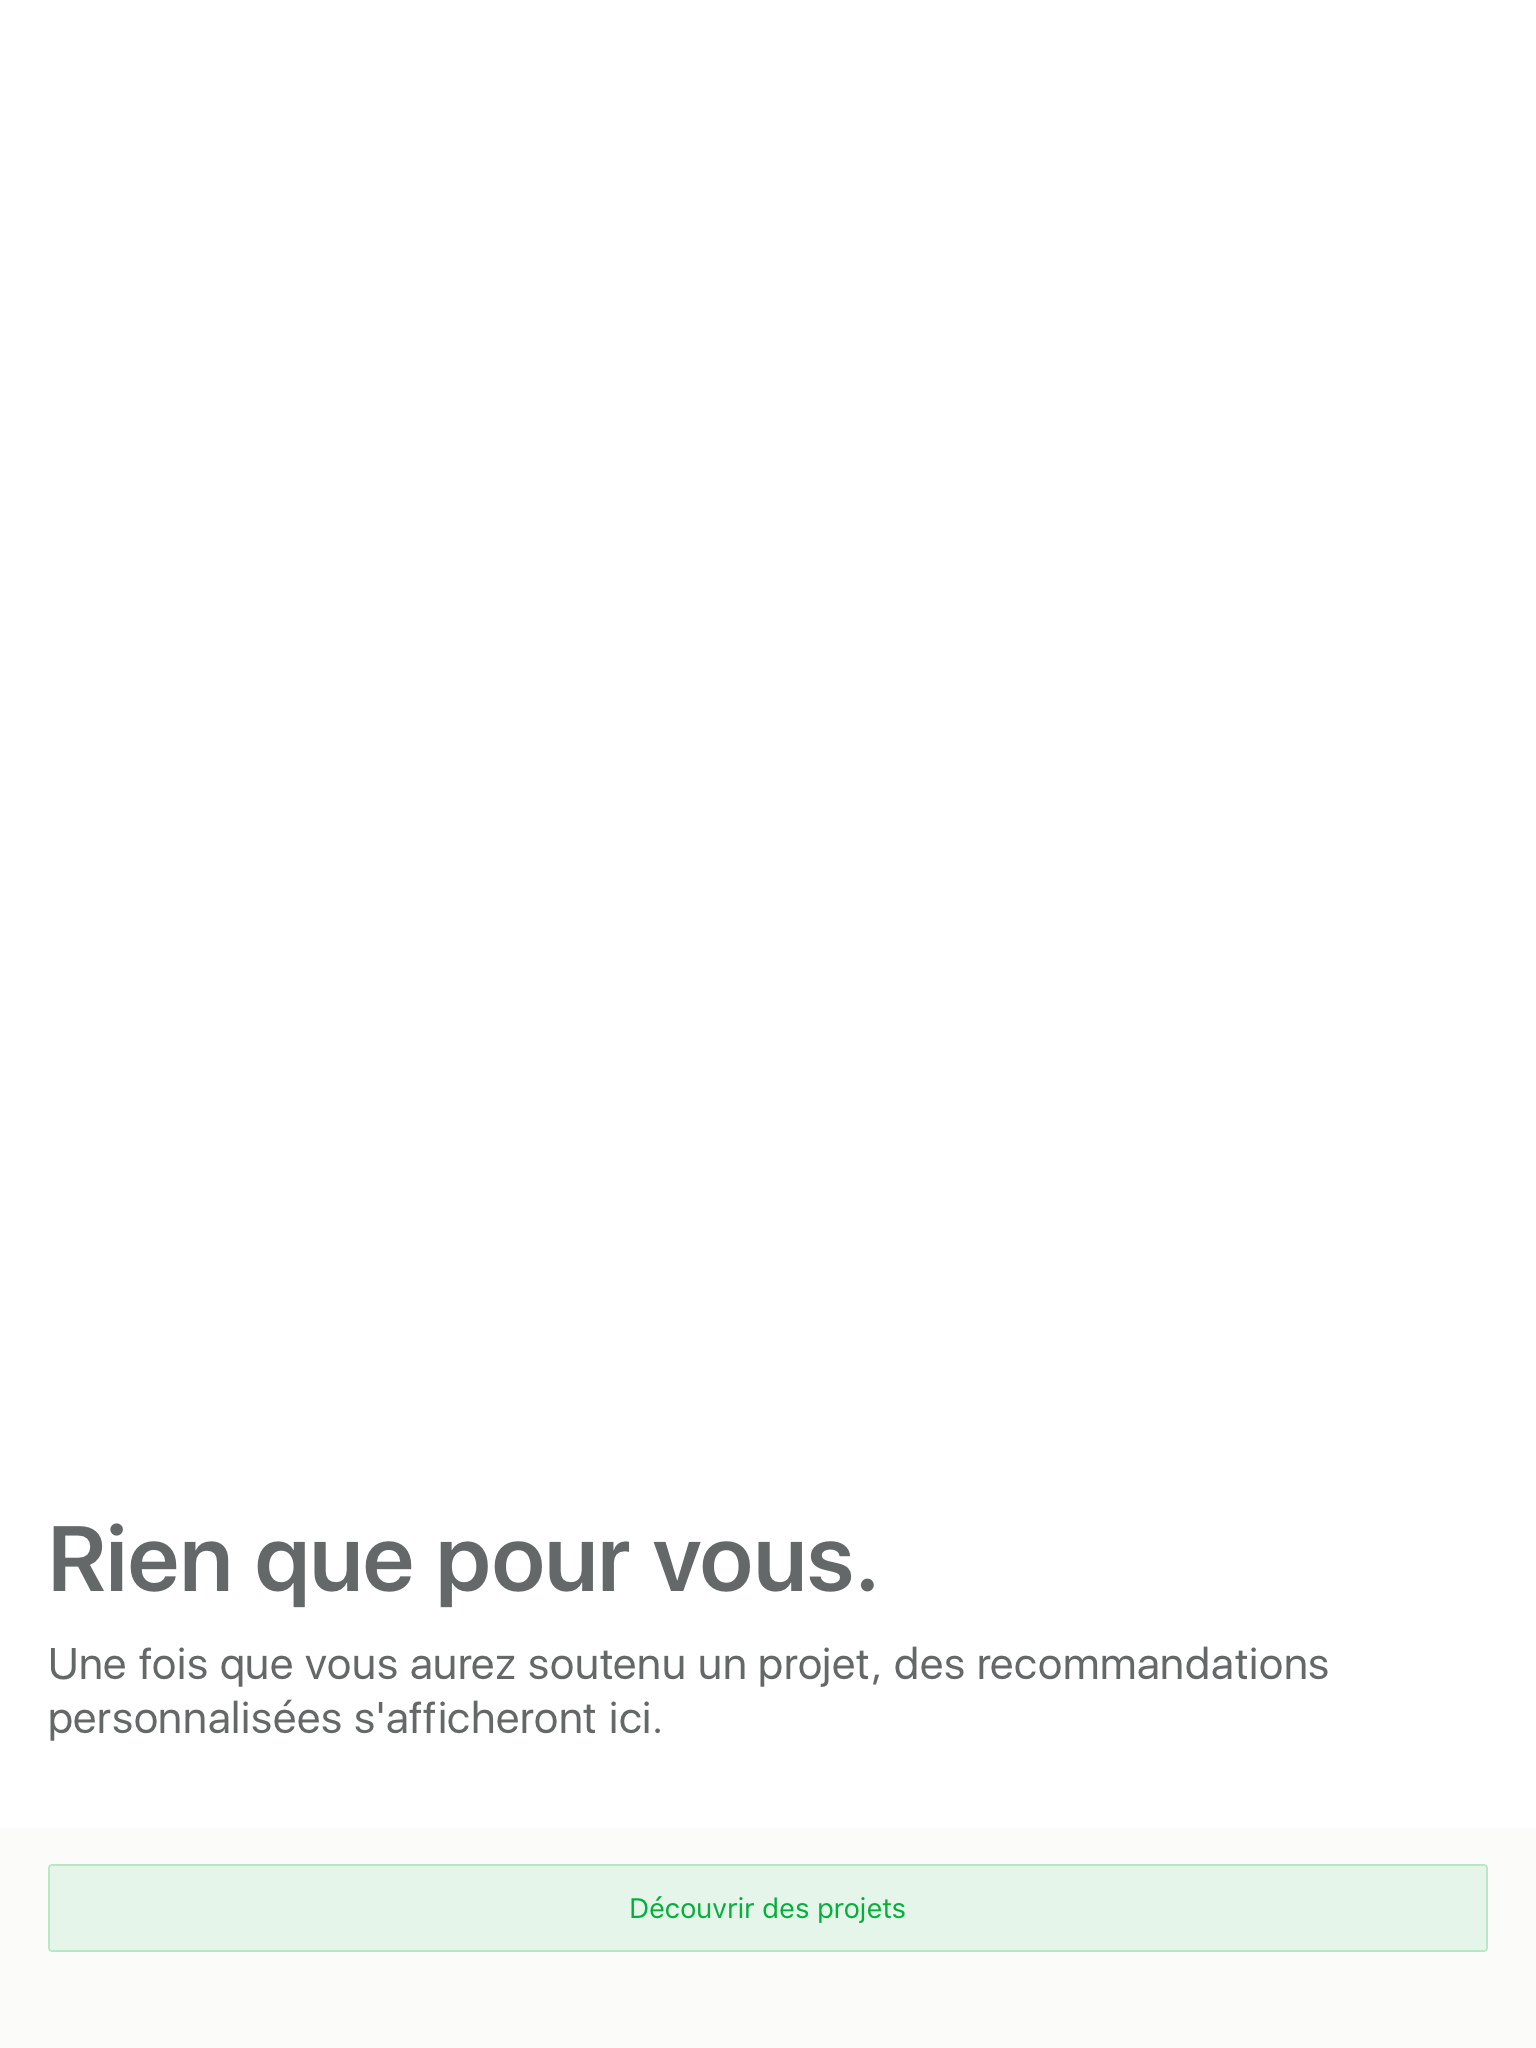 Rien que pour vous.
Une fois que vous aurez soutenu un projet, des recommandations
personnalisées s'afficheront ici.
Découvrir des projets